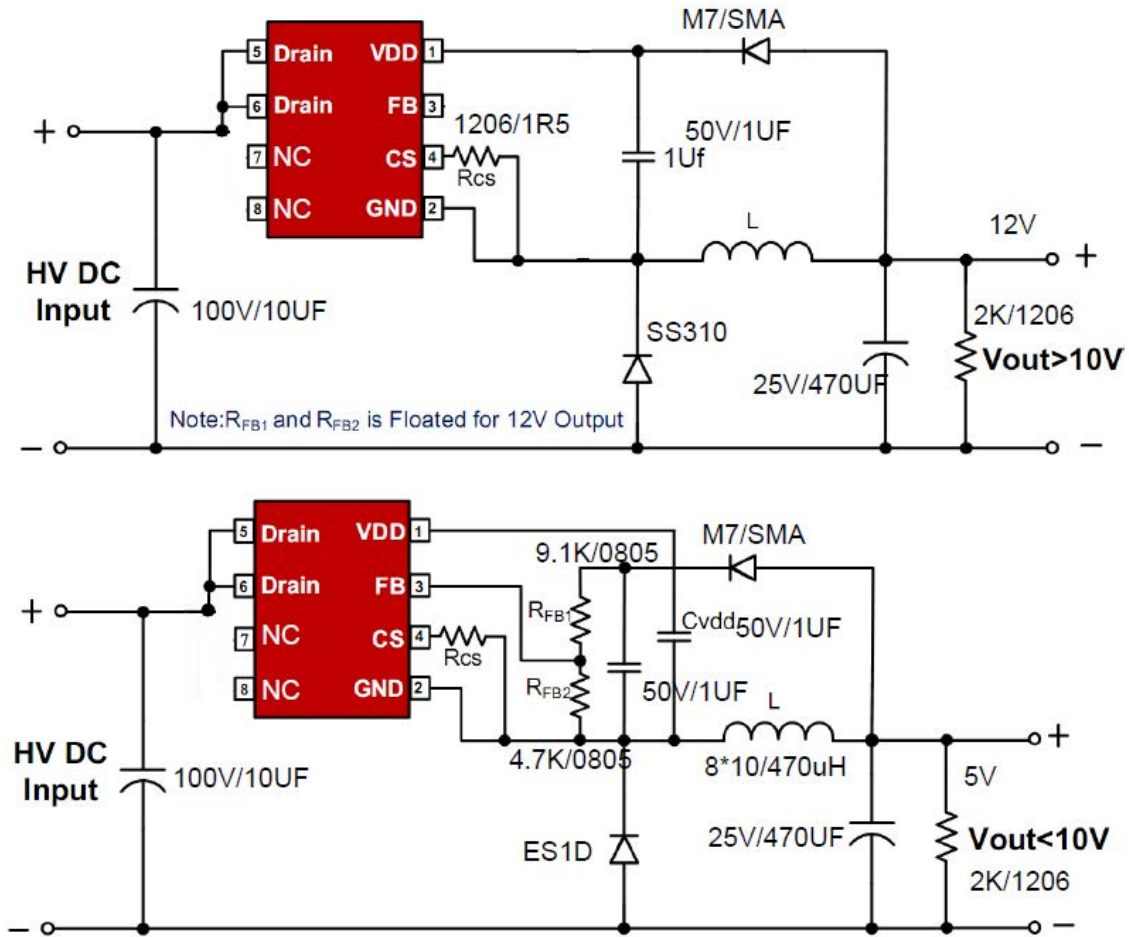 M7/SMA
5 Drain VDD 1
6 Drain FB 3
7 NC CS 4
8 NC GND 2
1206/1R5
Rcs
50V/1UF
1Uf
L
12V
+
+
HV DC
Input
100V/10UF
SS310
25V/470UF
2K/1206
Vout>10V
Note:RFB1 and RFB2 is Floated for 12V Output
−
−
5 Drain VDD 1
6 Drain FB 3
7 NC CS 4
8 NC GND 2
M7/SMA
9.1K/0805
RFB1
Cvdd
50V/1UF
Rcs
RFB2
50V/1UF
L
4.7K/0805
8*10/470uH
+
+
5V
HV DC
Input
100V/10UF
ES1D
25V/470UF
Vout<10V
2K/1206
−
−